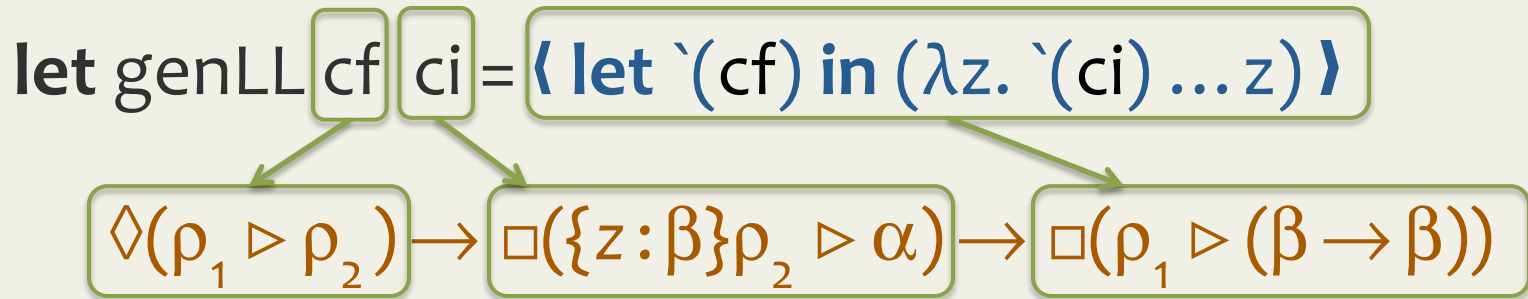 let genLL cf ci = ⟨ let `(cf) in (λz. `(ci) … z) ⟩
◊(ρ₁ ▷ ρ₂) → □({z : β}ρ₂ ▷ α) → □(ρ₁ ▷ (β → β))